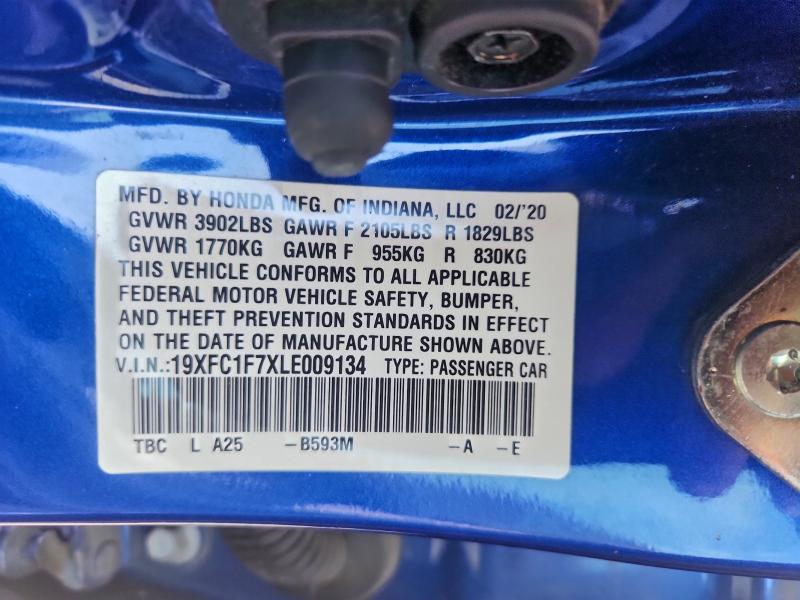 MFD. BY HONDA MFG. OF INDIANA, LLC 02/'20
GVWR 3902LBS GAWR F 2105LBS R 1829LBS
GVWR 1770KG GAWR F 955KG R 830KG
THIS VEHICLE CONFORMS TO ALL APPLICABLE
FEDERAL MOTOR VEHICLE SAFETY, BUMPER,
AND THEFT PREVENTION STANDARDS IN EFFECT
ON THE DATE OF MANUFACTURE SHOWN ABOVE.
V.I.N.:19XFC1F7XLE009134 TYPE: PASSENGER CAR
TBC L A25 -B593M -A -E